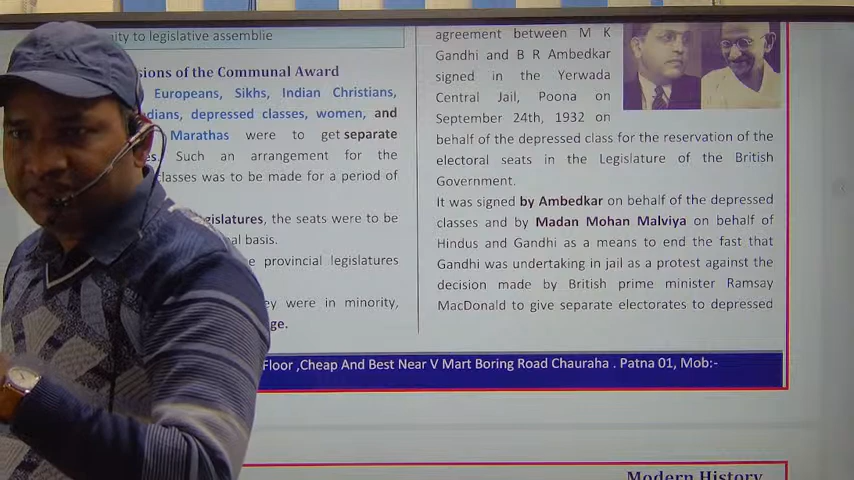 ity to legislative assemblie
sions of the Communal Award
Europeans, Sikhs, Indian Christians,
dians, depressed classes, women, and
Marathas were to get separate
es. Such an arrangement for the
classes was to be made for a period of
gislatures, the seats were to be
al basis.
e provincial legislatures
ey were in minority,
ge.
agreement between M K
Gandhi and B R Ambedkar
signed in the Yerwada
Central Jail, Poona on
September 24th, 1932 on
behalf of the depressed class for the reservation of the
electoral seats in the Legislature of the British
Government.
It was signed by Ambedkar on behalf of the depressed
classes and by Madan Mohan Malviya on behalf of
Hindus and Gandhi as a means to end the fast that
Gandhi was undertaking in jail as a protest against the
decision made by British prime minister Ramsay
MacDonald to give separate electorates to depressed
Floor ,Cheap And Best Near V Mart Boring Road Chauraha . Patna 01, Mob:-
Modern History